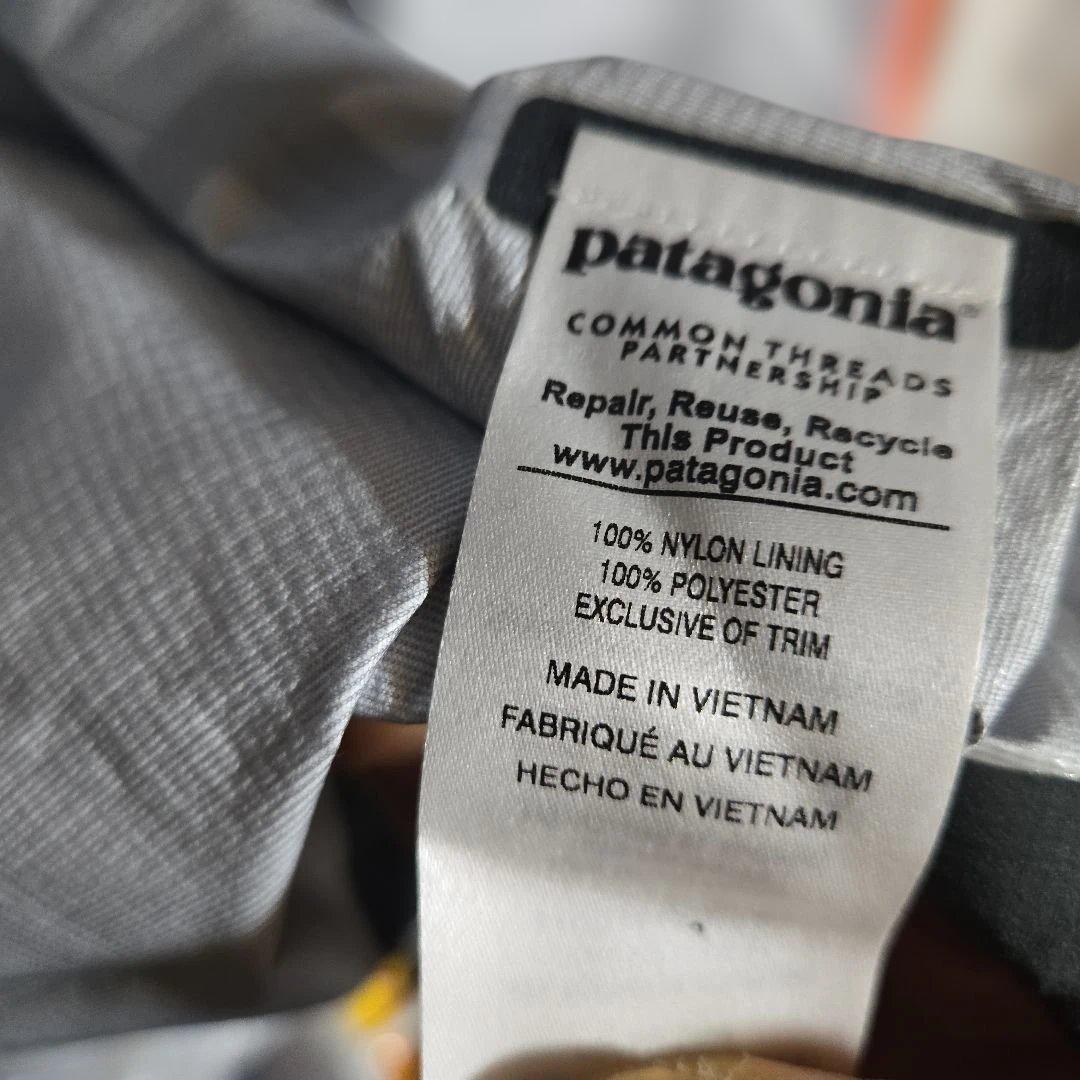 patagonia®
COMMON THREADS
PARTNERSHIP
Repair, Reuse, Recycle
This Product
www.patagonia.com
100% NYLON LINING
100% POLYESTER
EXCLUSIVE OF TRIM
MADE IN VIETNAM
FABRIQUÉ AU VIETNAM
HECHO EN VIETNAM